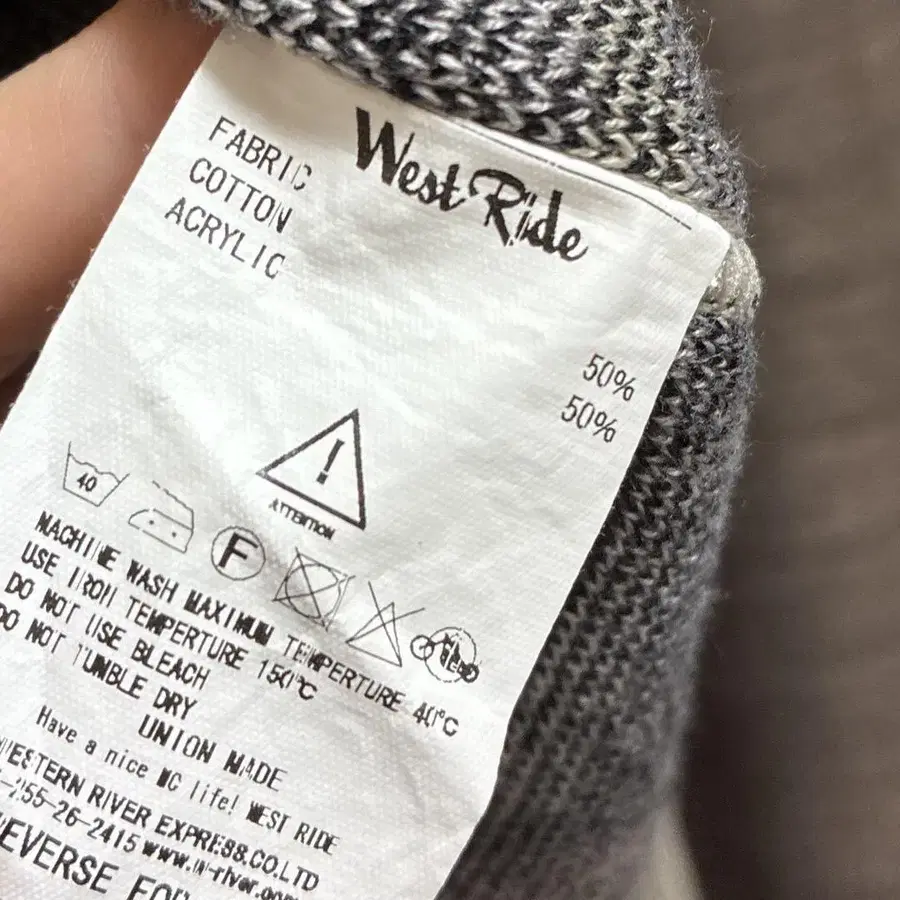 West Ride
FABRIC
COTTON 50%
ACRYLIC 50%
!
ATTENTION
40
F
MACHINE WASH MAXIMUM TEMPERTURE 40°C
USE IRON TEMPERTURE 150°C
DO NOT USE BLEACH
DO NOT TUMBLE DRY
UNION MADE
Have a nice MC life! WEST RIDE
WESTERN RIVER EXPRESS.CO.LTD
-255-26-2415
EVERSE